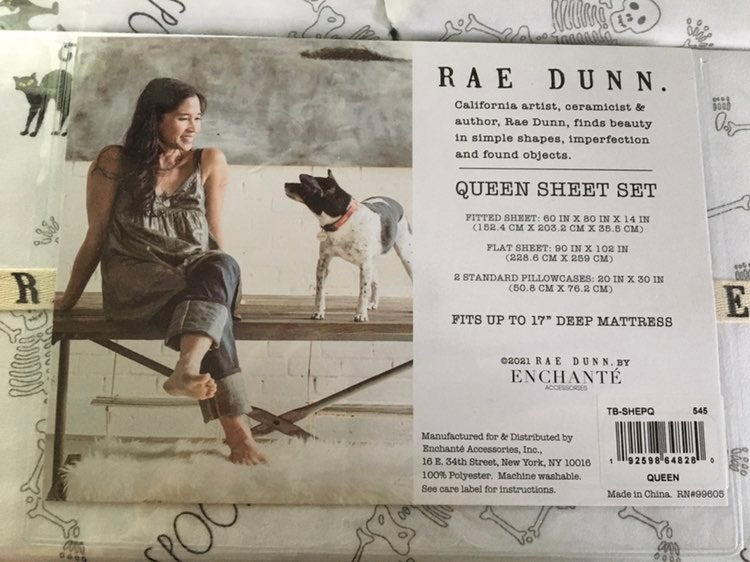 SPOO
RAE DUNN.
California artist, ceramicist &
author, Rae Dunn, finds beauty
in simple shapes, imperfection
and found objects.
QUEEN SHEET SET
FITTED SHEET: 60 IN X 80 IN X 14 IN
(152.4 CM X 203.2 CM X 35.5 CM)
FLAT SHEET: 90 IN X 102 IN
(228.6 CM X 259 CM)
2 STANDARD PILLOWCASES: 20 IN X 30 IN
(50.8 CM X 76.2 CM)
R
E
FITS UP TO 17” DEEP MATTRESS
©2021 RAE DUNN. BY
ENCHANTÉ
ACCESSORIES
TB-SHEPQ 545
1 92598 64828 0
QUEEN
Manufactured for & Distributed by
Enchanté Accessories, Inc.,
16 E. 34th Street, New York, NY 10016
100% Polyester. Machine washable.
See care label for instructions.
Made in China. RN#99605
SPOO